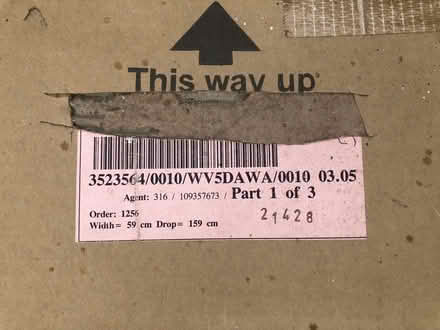 This way up
3523564/0010/WV5DAWA/0010 03.05
Agent: 316 / 109357673 / Part 1 of 3
Order: 1256
21428
Width= 59 cm Drop= 159 cm